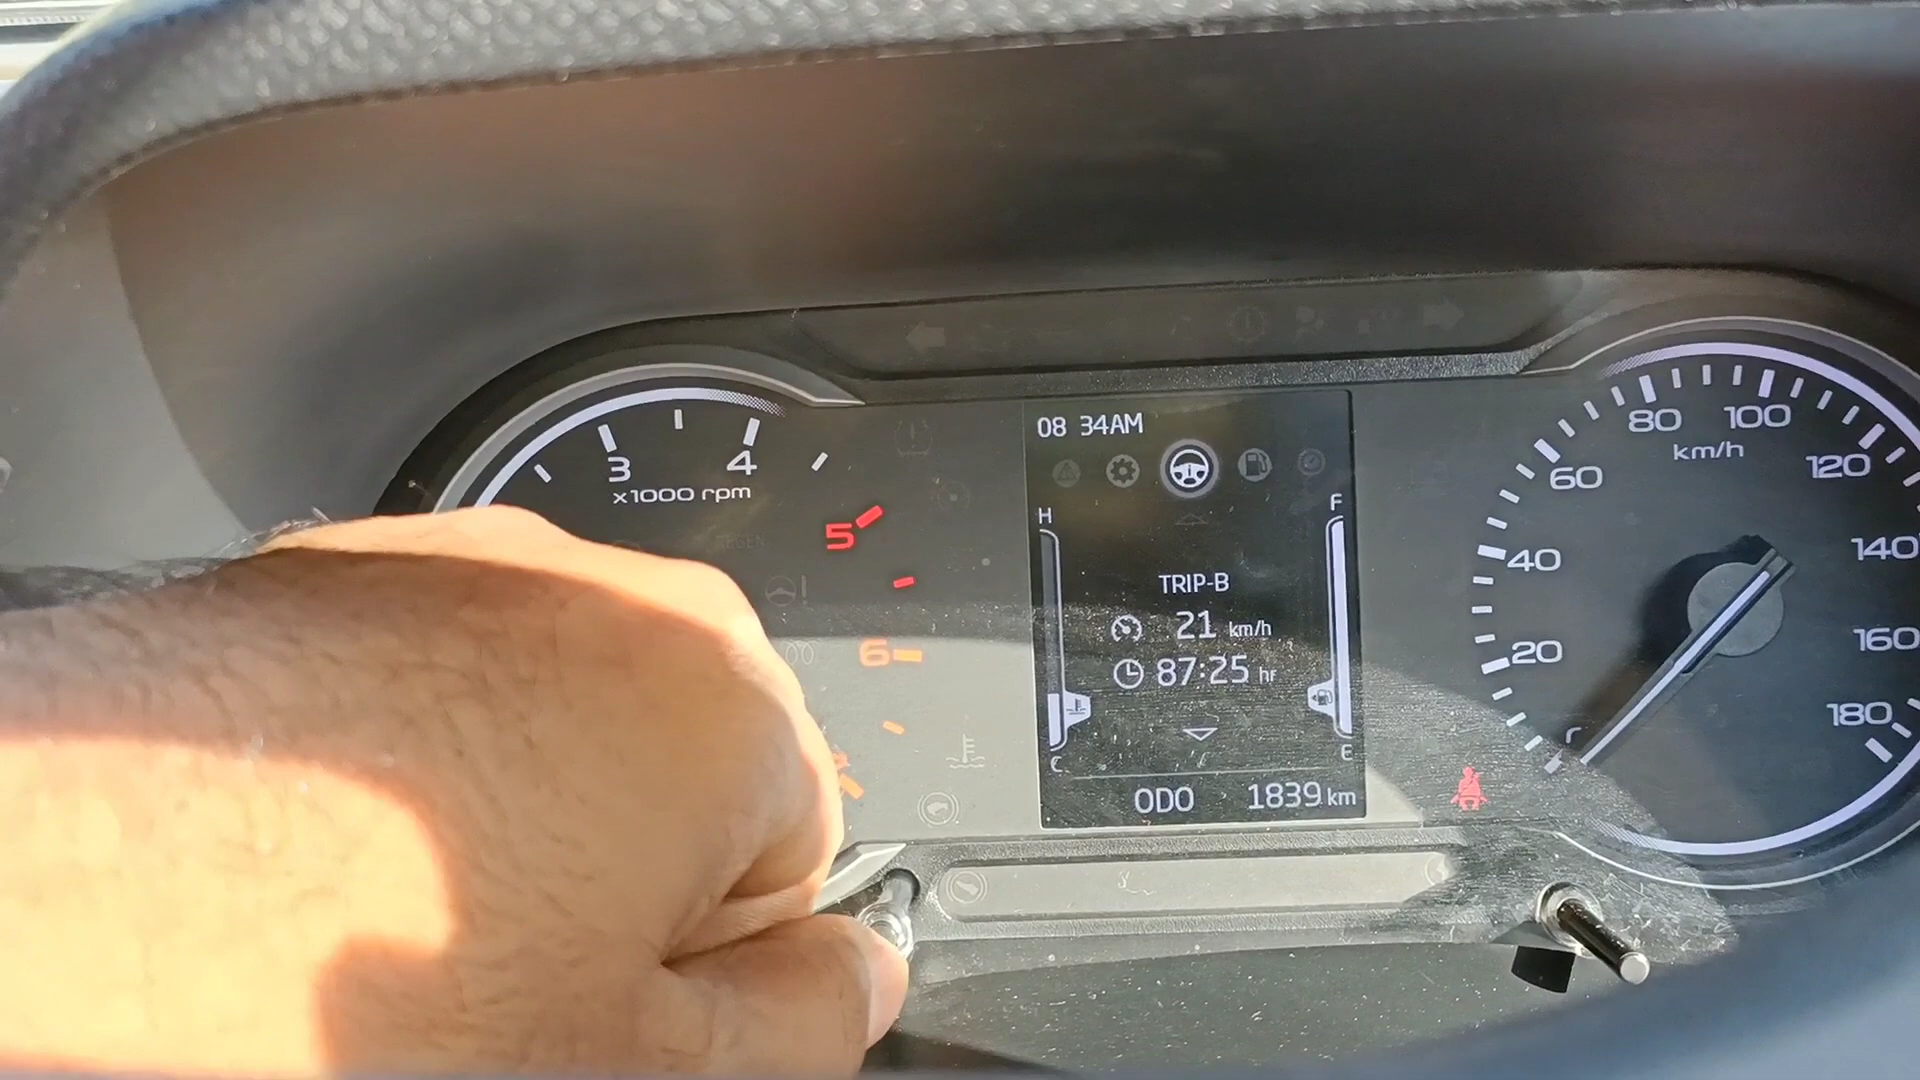 08 34AM
3
4
x1000 rpm
5
6
REGEN
H
F
TRIP-B
21 km/h
87:25 hr
C
E
ODO 1839 km
20
40
60
80
100
120
140
160
180
km/h